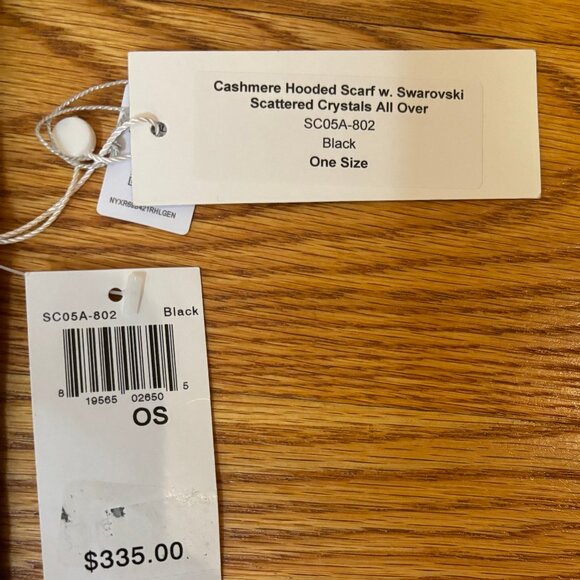 Cashmere Hooded Scarf w. Swarovski
Scattered Crystals All Over
SC05A-802
Black
One Size
SC05A-802 Black
8 19565 02650 5
OS
$335.00